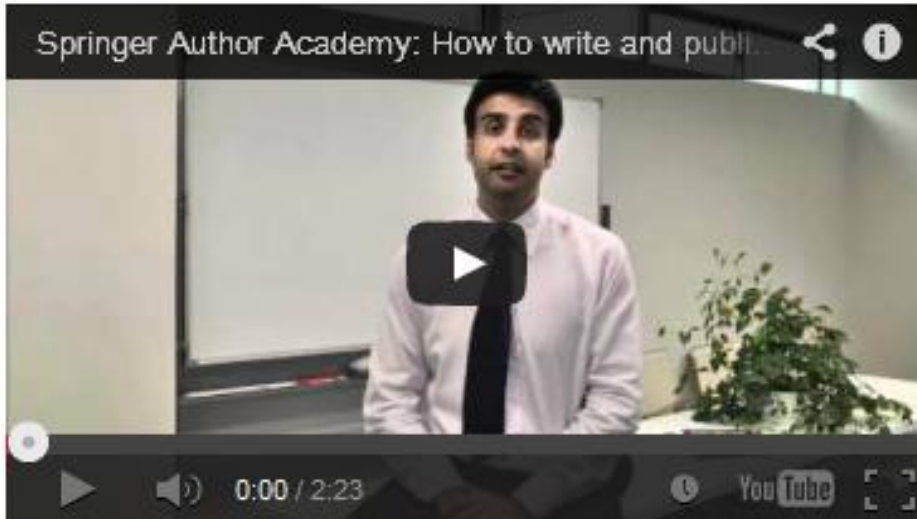 Springer Author Academy: How to write and publi...
0:00 / 2:23 YouTube